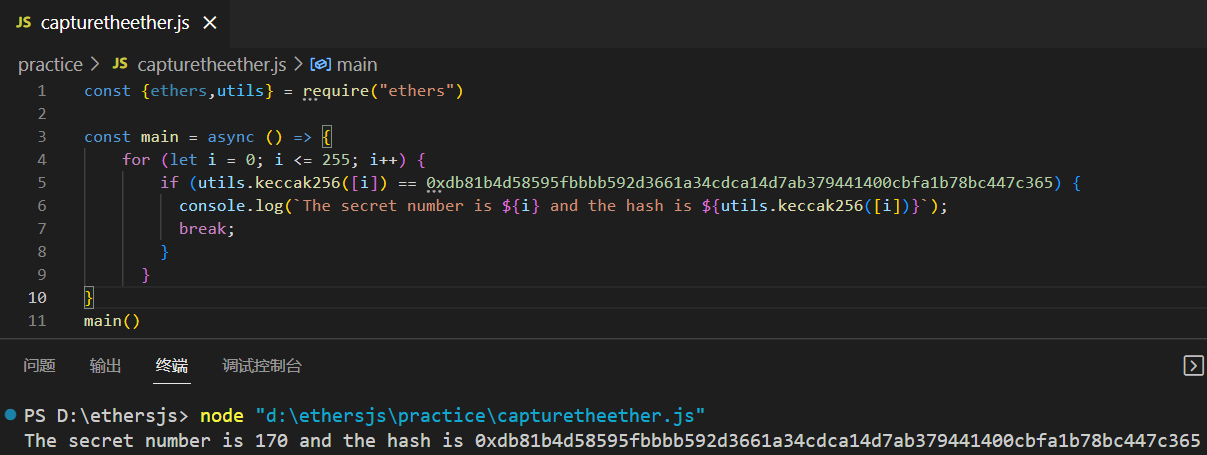 JS capturetheether.js ×
practice > JS capturetheether.js > main
1 const {ethers,utils} = require("ethers")
2
3 const main = async () => {
4 for (let i = 0; i <= 255; i++) {
5 if (utils.keccak256([i]) == 0xdb81b4d58595fbbbb592d3661a34cdca14d7ab379441400cbfa1b78bc447c365) {
6 console.log(`The secret number is ${i} and the hash is ${utils.keccak256([i])}`);
7 break;
8 }
9 }
10 }
11 main()
问题 输出 终端 调试控制台
PS D:\ethersjs> node "d:\ethersjs\practice\capturetheether.js"
The secret number is 170 and the hash is 0xdb81b4d58595fbbbb592d3661a34cdca14d7ab379441400cbfa1b78bc447c365